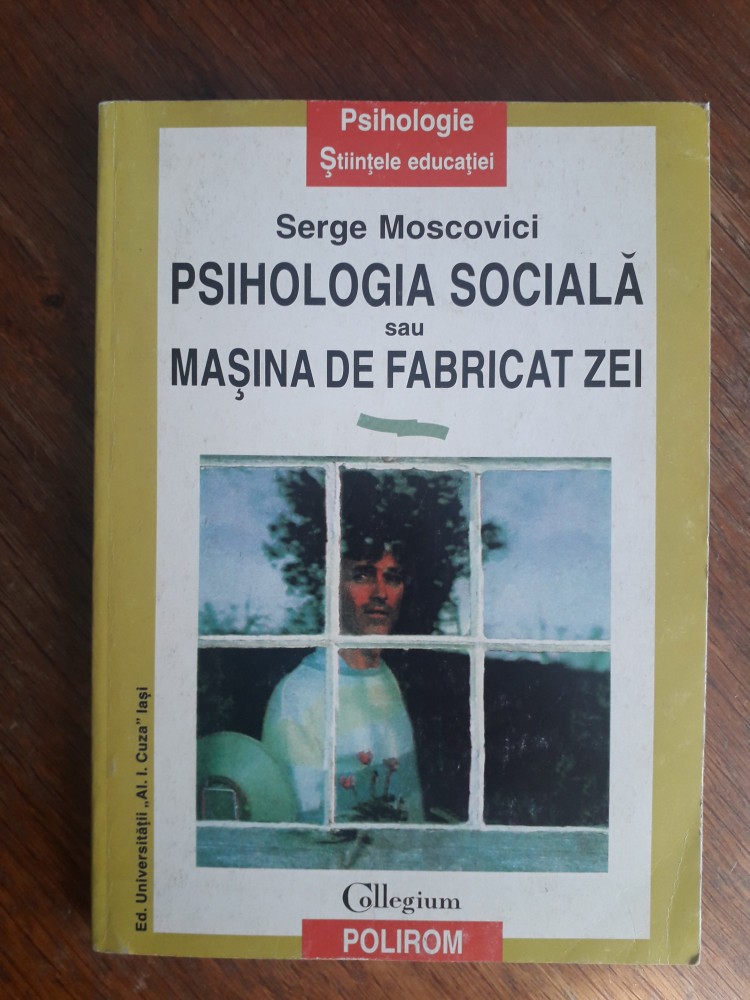 Psihologie
Ştiinţele educaţiei
Serge Moscovici
PSIHOLOGIA SOCIALĂ
sau
MAŞINA DE FABRICAT ZEI
Ed. Universităţii „Al. I. Cuza” Iaşi
Collegium
POLIROM